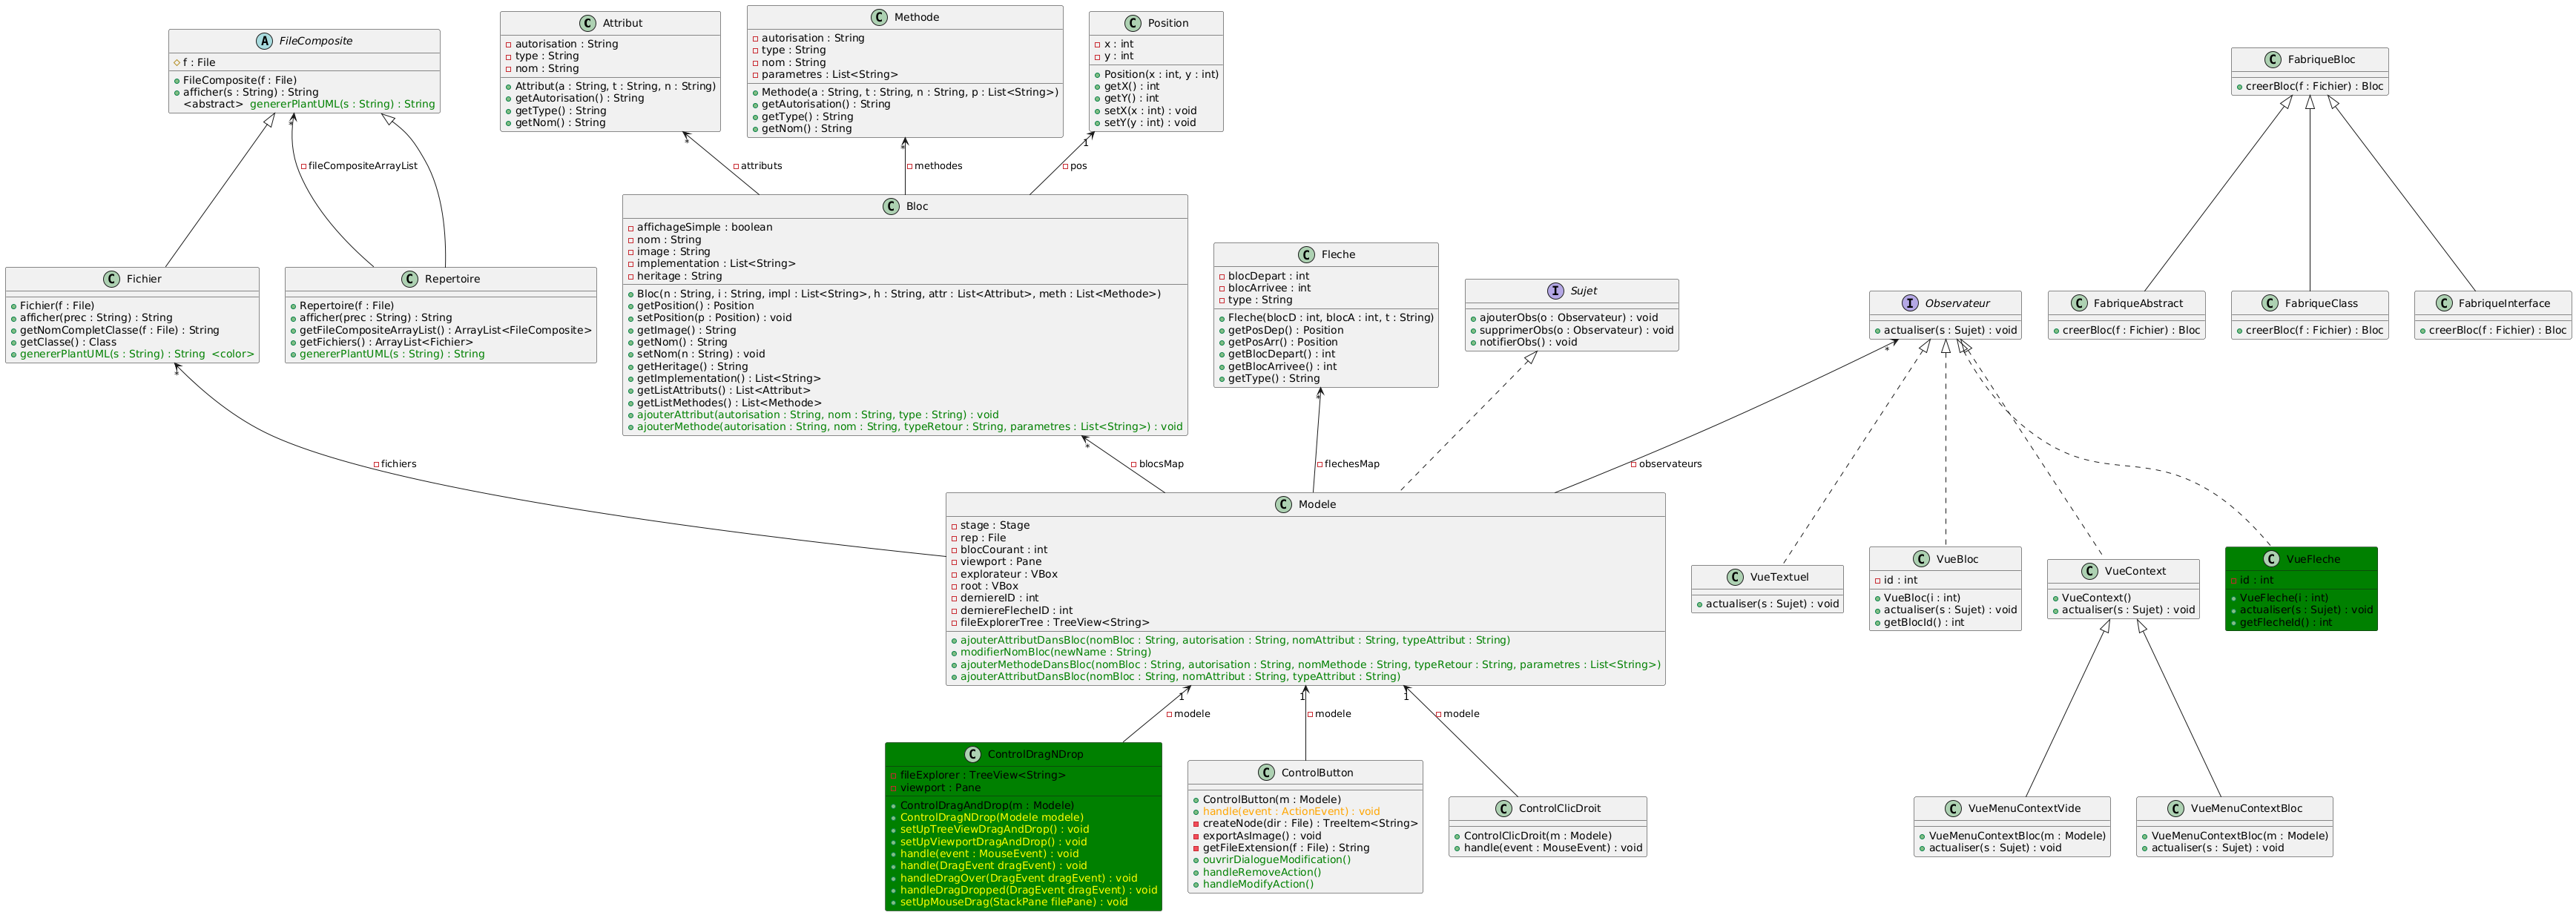 A FileComposite
f : File
FileComposite(f : File)
afficher(s : String) : String
<abstract> genererPlantUML(s : String) : String
C Attribut
autorisation : String
type : String
nom : String
Attribut(a : String, t : String, n : String)
getAutorisation() : String
getType() : String
getNom() : String
C Methode
autorisation : String
type : String
nom : String
parametres : List<String>
Methode(a : String, t : String, n : String, p : List<String>)
getAutorisation() : String
getType() : String
getNom() : String
C Position
x : int
y : int
Position(x : int, y : int)
getX() : int
getY() : int
setX(x : int) : void
setY(y : int) : void
C FabriqueBloc
creerBloc(f : Fichier) : Bloc
*
fileCompositeArrayList
*
attributs
*
methodes
1
pos
C Fichier
Fichier(f : File)
afficher(prec : String) : String
getNomCompletClasse(f : File) : String
getClasse() : Class
genererPlantUML(s : String) : String <color>
C Repertoire
Repertoire(f : File)
afficher(prec : String) : String
getFileCompositeArrayList() : ArrayList<FileComposite>
getFichiers() : ArrayList<Fichier>
genererPlantUML(s : String) : String
C Bloc
affichageSimple : boolean
nom : String
image : String
implementation : List<String>
heritage : String
Bloc(n : String, i : String, impl : List<String>, h : String, attr : List<Attribut>, meth : List<Methode>)
getPosition() : Position
setPosition(p : Position) : void
getImage() : String
getNom() : String
setNom(n : String) : void
getHeritage() : String
getImplementation() : List<String>
getListAttributs() : List<Attribut>
getListMethodes() : List<Methode>
ajouterAttribut(autorisation : String, nom : String, type : String) : void
ajouterMethode(autorisation : String, nom : String, typeRetour : String, parametres : List<String>) : void
C Fleche
blocDepart : int
blocArrivee : int
type : String
Fleche(blocD : int, blocA : int, t : String)
getPosDep() : Position
getPosArr() : Position
getBlocDepart() : int
getBlocArrivee() : int
getType() : String
I Sujet
ajouterObs(o : Observateur) : void
supprimerObs(o : Observateur) : void
notifierObs() : void
I Observateur
actualiser(s : Sujet) : void
C FabriqueAbstract
creerBloc(f : Fichier) : Bloc
C FabriqueClass
creerBloc(f : Fichier) : Bloc
C FabriqueInterface
creerBloc(f : Fichier) : Bloc
*
fichiers
*
blocsMap
*
flechesMap
*
observateurs
C Modele
stage : Stage
rep : File
blocCourant : int
viewport : Pane
explorateur : VBox
root : VBox
derniereID : int
derniereFlecheID : int
fileExplorerTree : TreeView<String>
ajouterAttributDansBloc(nomBloc : String, autorisation : String, nomAttribut : String, typeAttribut : String)
modifierNomBloc(newName : String)
ajouterMethodeDansBloc(nomBloc : String, autorisation : String, nomMethode : String, typeRetour : String, parametres : List<String>)
ajouterAttributDansBloc(nomBloc : String, nomAttribut : String, typeAttribut : String)
C VueTextuel
actualiser(s : Sujet) : void
C VueBloc
id : int
VueBloc(i : int)
actualiser(s : Sujet) : void
getBlocId() : int
C VueContext
VueContext()
actualiser(s : Sujet) : void
C VueFleche
id : int
VueFleche(i : int)
actualiser(s : Sujet) : void
getFlecheId() : int
1
modele
1
modele
1
modele
C ControlDragNDrop
fileExplorer : TreeView<String>
viewport : Pane
ControlDragAndDrop(m : Modele)
ControlDragNDrop(Modele modele)
setUpTreeViewDragAndDrop() : void
setUpViewportDragAndDrop() : void
handle(event : MouseEvent) : void
handle(DragEvent dragEvent) : void
handleDragOver(DragEvent dragEvent) : void
handleDragDropped(DragEvent dragEvent) : void
setUpMouseDrag(StackPane filePane) : void
C ControlButton
ControlButton(m : Modele)
handle(event : ActionEvent) : void
createNode(dir : File) : TreeItem<String>
exportAsImage() : void
getFileExtension(f : File) : String
ouvrirDialogueModification()
handleRemoveAction()
handleModifyAction()
C ControlClicDroit
ControlClicDroit(m : Modele)
handle(event : MouseEvent) : void
C VueMenuContextVide
VueMenuContextBloc(m : Modele)
actualiser(s : Sujet) : void
C VueMenuContextBloc
VueMenuContextBloc(m : Modele)
actualiser(s : Sujet) : void